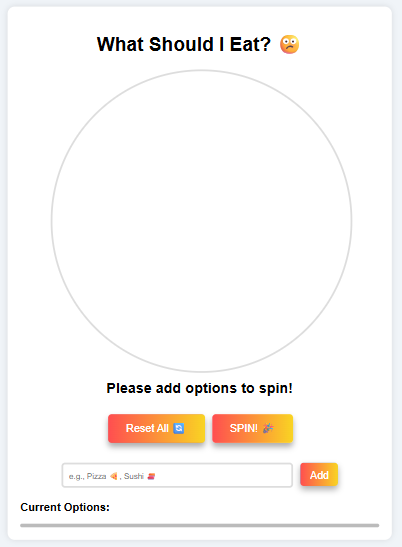 What Should I Eat? 😟
Please add options to spin!
Reset All 🔄
SPIN! 🎉
e.g., Pizza 🍕, Sushi 🍣
Add
Current Options: